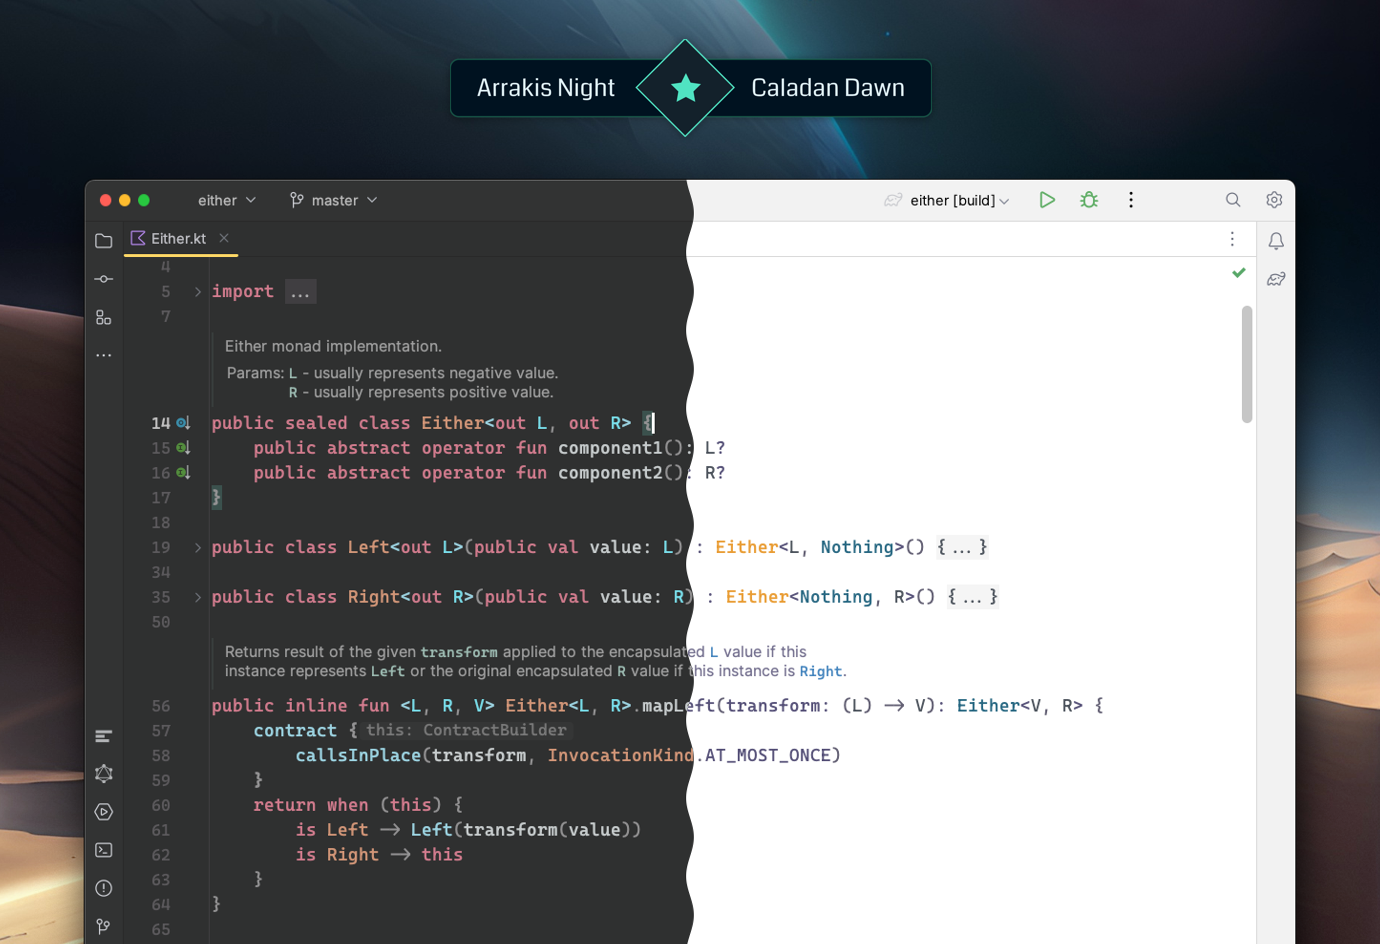 Arrakis Night Caladan Dawn
either master either [build]
Either.kt
4
5 import ...
7
Either monad implementation.
Params: L - usually represents negative value.
R - usually represents positive value.
14 public sealed class Either<out L, out R> {
15 public abstract operator fun component1(): L?
16 public abstract operator fun component2(): R?
17 }
18
19 public class Left<out L>(public val value: L) : Either<L, Nothing>() {...}
34
35 public class Right<out R>(public val value: R) : Either<Nothing, R>() {...}
50
Returns result of the given transform applied to the encapsulated L value if this
instance represents Left or the original encapsulated R value if this instance is Right.
56 public inline fun <L, R, V> Either<L, R>.mapLeft(transform: (L) -> V): Either<V, R> {
57 contract { this: ContractBuilder
58 callsInPlace(transform, InvocationKind.AT_MOST_ONCE)
59 }
60 return when (this) {
61 is Left -> Left(transform(value))
62 is Right -> this
63 }
64 }
65